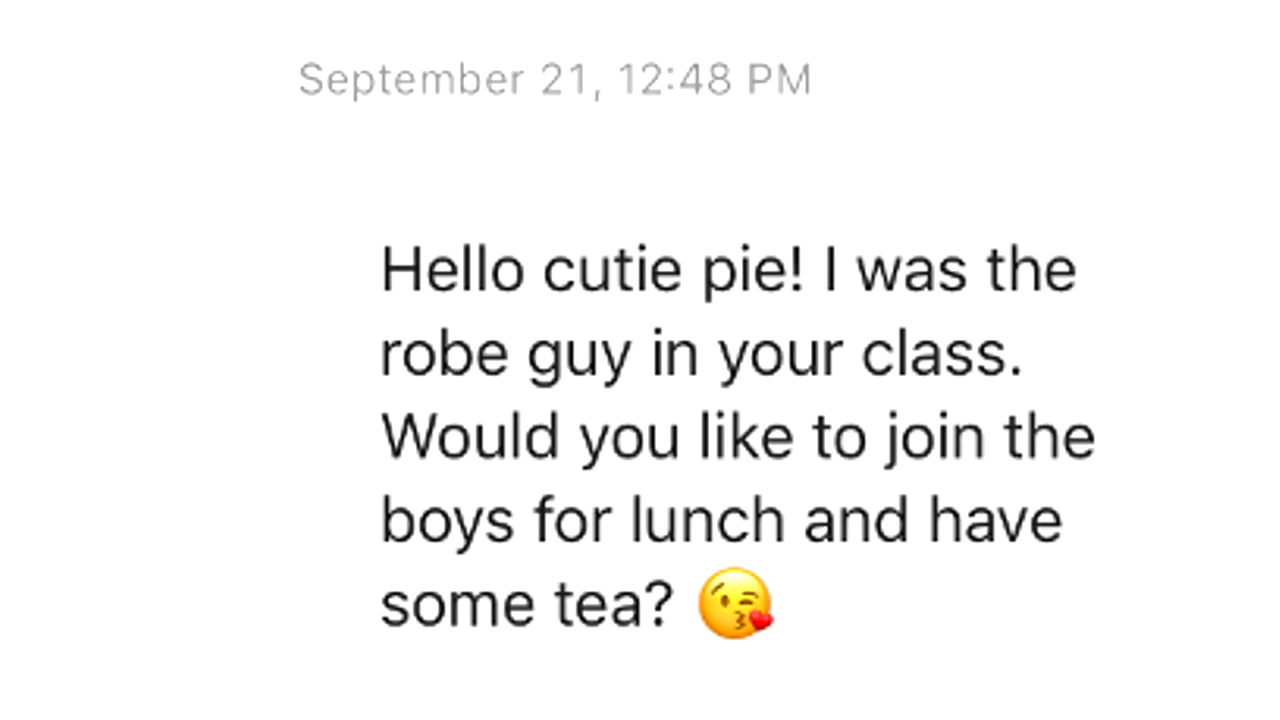 September 21, 12:48 PM
Hello cutie pie! I was the
robe guy in your class.
Would you like to join the
boys for lunch and have
some tea? 😘